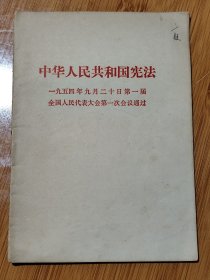 中华人民共和国宪法
一九五四年九月二十日第一届
全国人民代表大会第一次会议通过